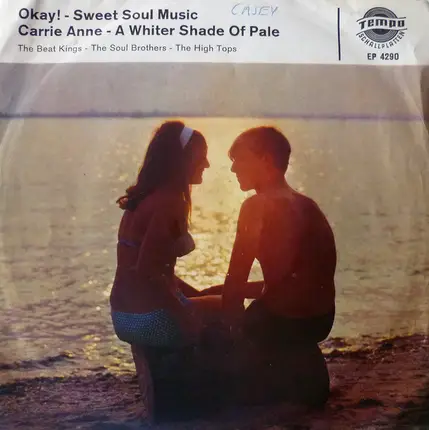 Okay! - Sweet Soul Music
Carrie Anne - A Whiter Shade Of Pale
The Beat Kings - The Soul Brothers - The High Tops
CASEY
Tempo
SCHALLPLATTEN
EP 4290